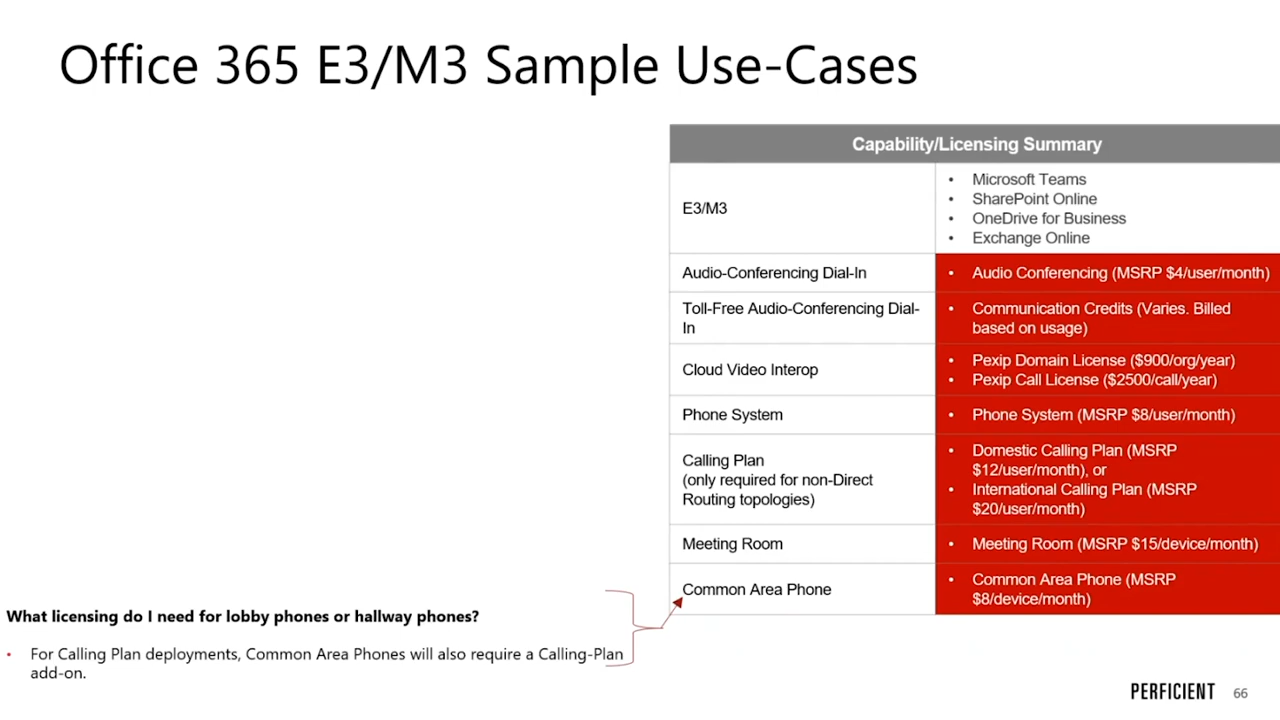 Office 365 E3/M3 Sample Use-Cases
Capability/Licensing Summary
E3/M3
• Microsoft Teams
• SharePoint Online
• OneDrive for Business
• Exchange Online
Audio-Conferencing Dial-In
• Audio Conferencing (MSRP $4/user/month)
Toll-Free Audio-Conferencing Dial-
In
• Communication Credits (Varies. Billed
based on usage)
Cloud Video Interop
• Pexip Domain License ($900/org/year)
• Pexip Call License ($2500/call/year)
Phone System
• Phone System (MSRP $8/user/month)
Calling Plan
(only required for non-Direct
Routing topologies)
• Domestic Calling Plan (MSRP
$12/user/month), or
• International Calling Plan (MSRP
$20/user/month)
Meeting Room
• Meeting Room (MSRP $15/device/month)
Common Area Phone
• Common Area Phone (MSRP
$8/device/month)
What licensing do I need for lobby phones or hallway phones?
• For Calling Plan deployments, Common Area Phones will also require a Calling-Plan
add-on.
PERFICIENT 66